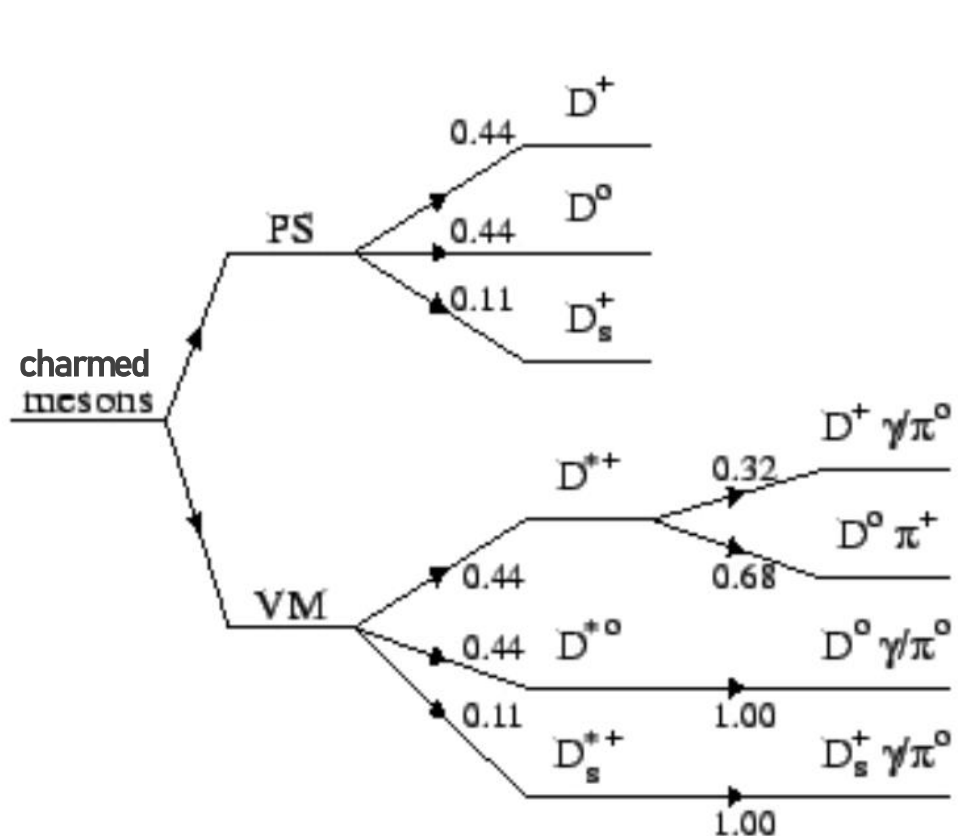 D⁺
0.44
D⁰
PS
0.44
0.11
D⁺ₛ
charmed
mesons
D⁺ γ/π⁰
D*⁺
0.32
D⁰ π⁺
0.44
0.68
VM
0.44
D*⁰
D⁰ γ/π⁰
0.11
1.00
D*⁺ₛ
D⁺ₛ γ/π⁰
1.00